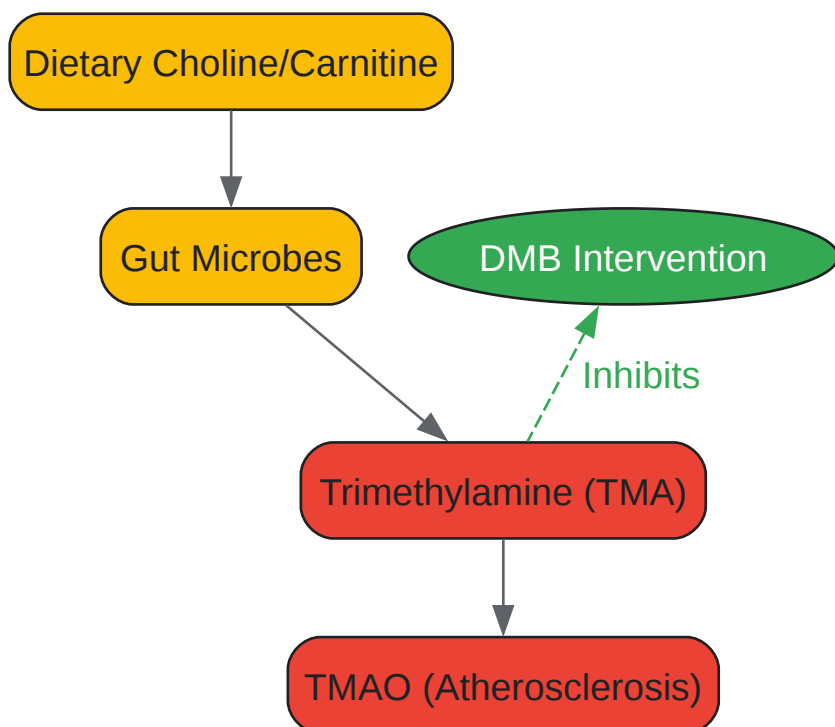 Dietary Choline/Carnitine
Gut Microbes
DMB Intervention
Inhibits
Trimethylamine (TMA)
TMAO (Atherosclerosis)